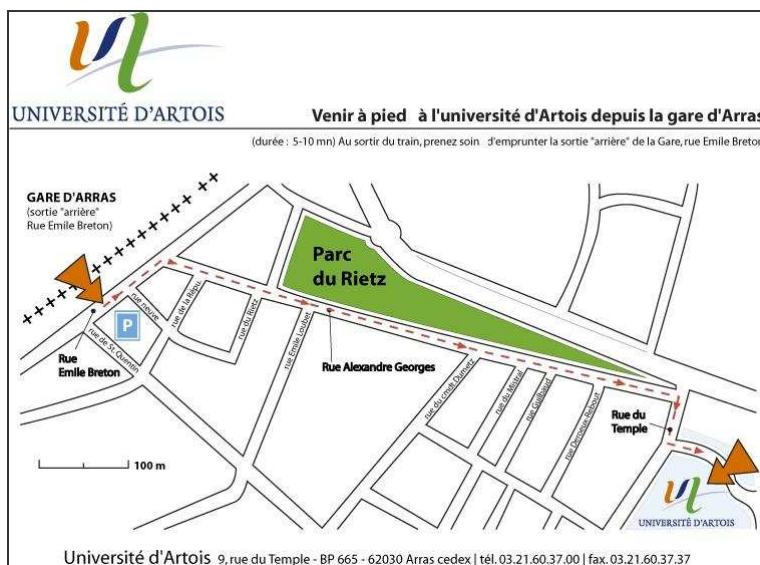 UNIVERSITÉ D'ARTOIS
Venir à pied à l'université d'Artois depuis la gare d'Arras
(durée : 5-10 mn) Au sortir du train, prenez soin d'emprunter la sortie "arrière" de la Gare, rue Emile Breton
GARE D'ARRAS
(sortie "arrière"
Rue Emile Breton)
Parc
du Rietz
rue neuve
rue de la Répu.
rue du Rietz
P
rue de St. Quentin
Rue
Emile Breton
rue Emile Loubet
Rue Alexandre Georges
rue du cmdt Dumetz
rue du Mistral
rue Guilbaud
rue Deroeux Rebout
Rue du
Temple
100 m
UNIVERSITÉ D'ARTOIS
Université d'Artois 9, rue du Temple - BP 665 - 62030 Arras cedex | tél. 03.21.60.37.00 | fax. 03.21.60.37.37